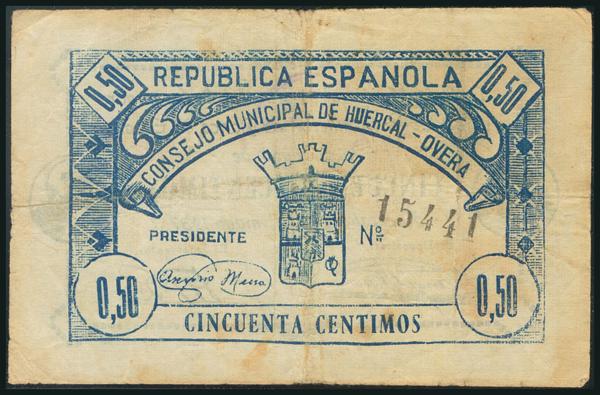 0,50 REPUBLICA ESPAÑOLA 0,50
CONSEJO MUNICIPAL DE HUERCAL-OVERA
PRESIDENTE Nº 15441
0,50 0,50
CINCUENTA CENTIMOS